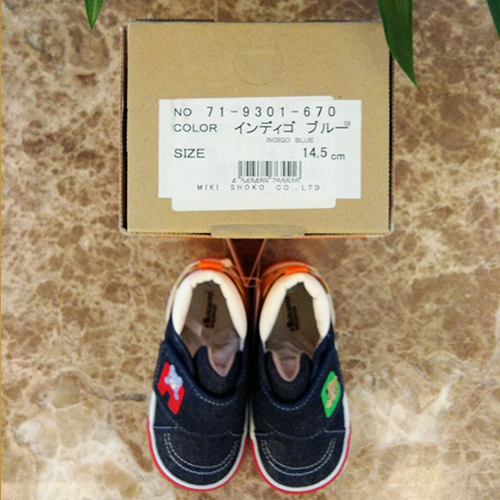 NO 71-9301-670
COLOR インディゴ ブルー 58
INDIGO BLUE
SIZE 14.5 cm
MIKI SHOKO CO.,LTD.